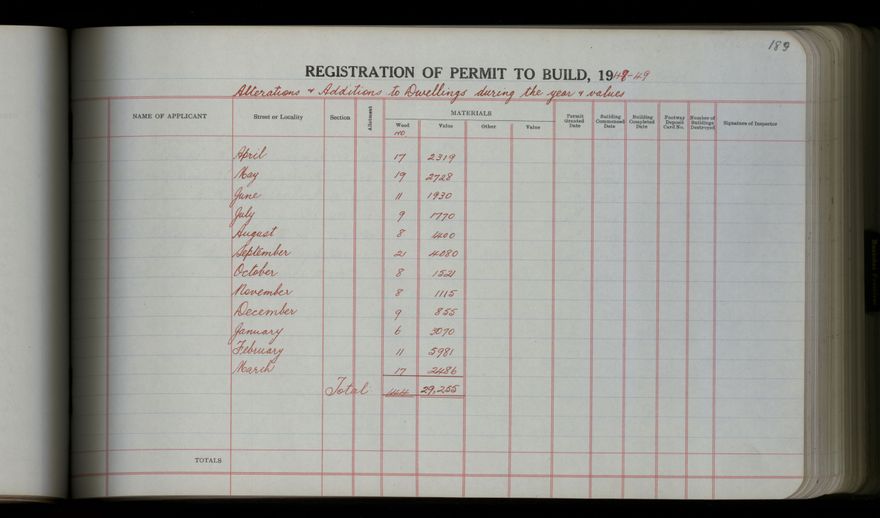 189
REGISTRATION OF PERMIT TO BUILD, 1948-49
Alterations & Additions to Dwellings during the year & values
NAME OF APPLICANT Street or Locality Section Allotment MATERIALS Permit Granted Date Building Commenced Date Building Completed Date Footway Deposit Card No. Number of Buildings Destroyed Signature of Inspector
Wood Value Other Value
NO
April 17 2319
May 19 2728
June 11 1930
July 9 1770
August 8 1400
September 21 4080
October 8 1521
November 8 1115
December 9 855
January 6 3070
February 11 5981
March 17 2486
Total 144 29,255
TOTALS